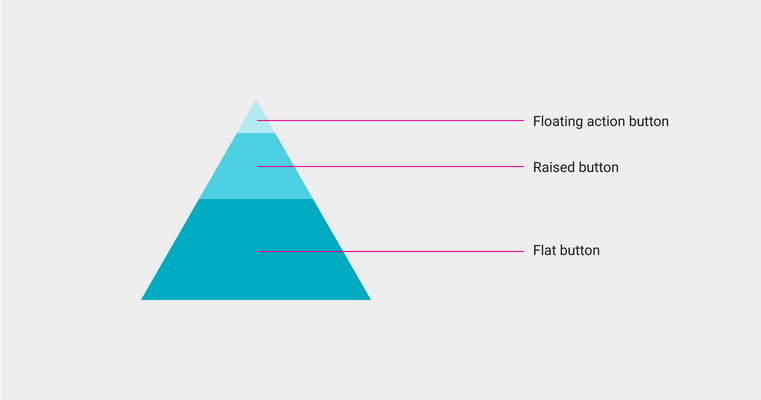 Floating action button
Raised button
Flat button